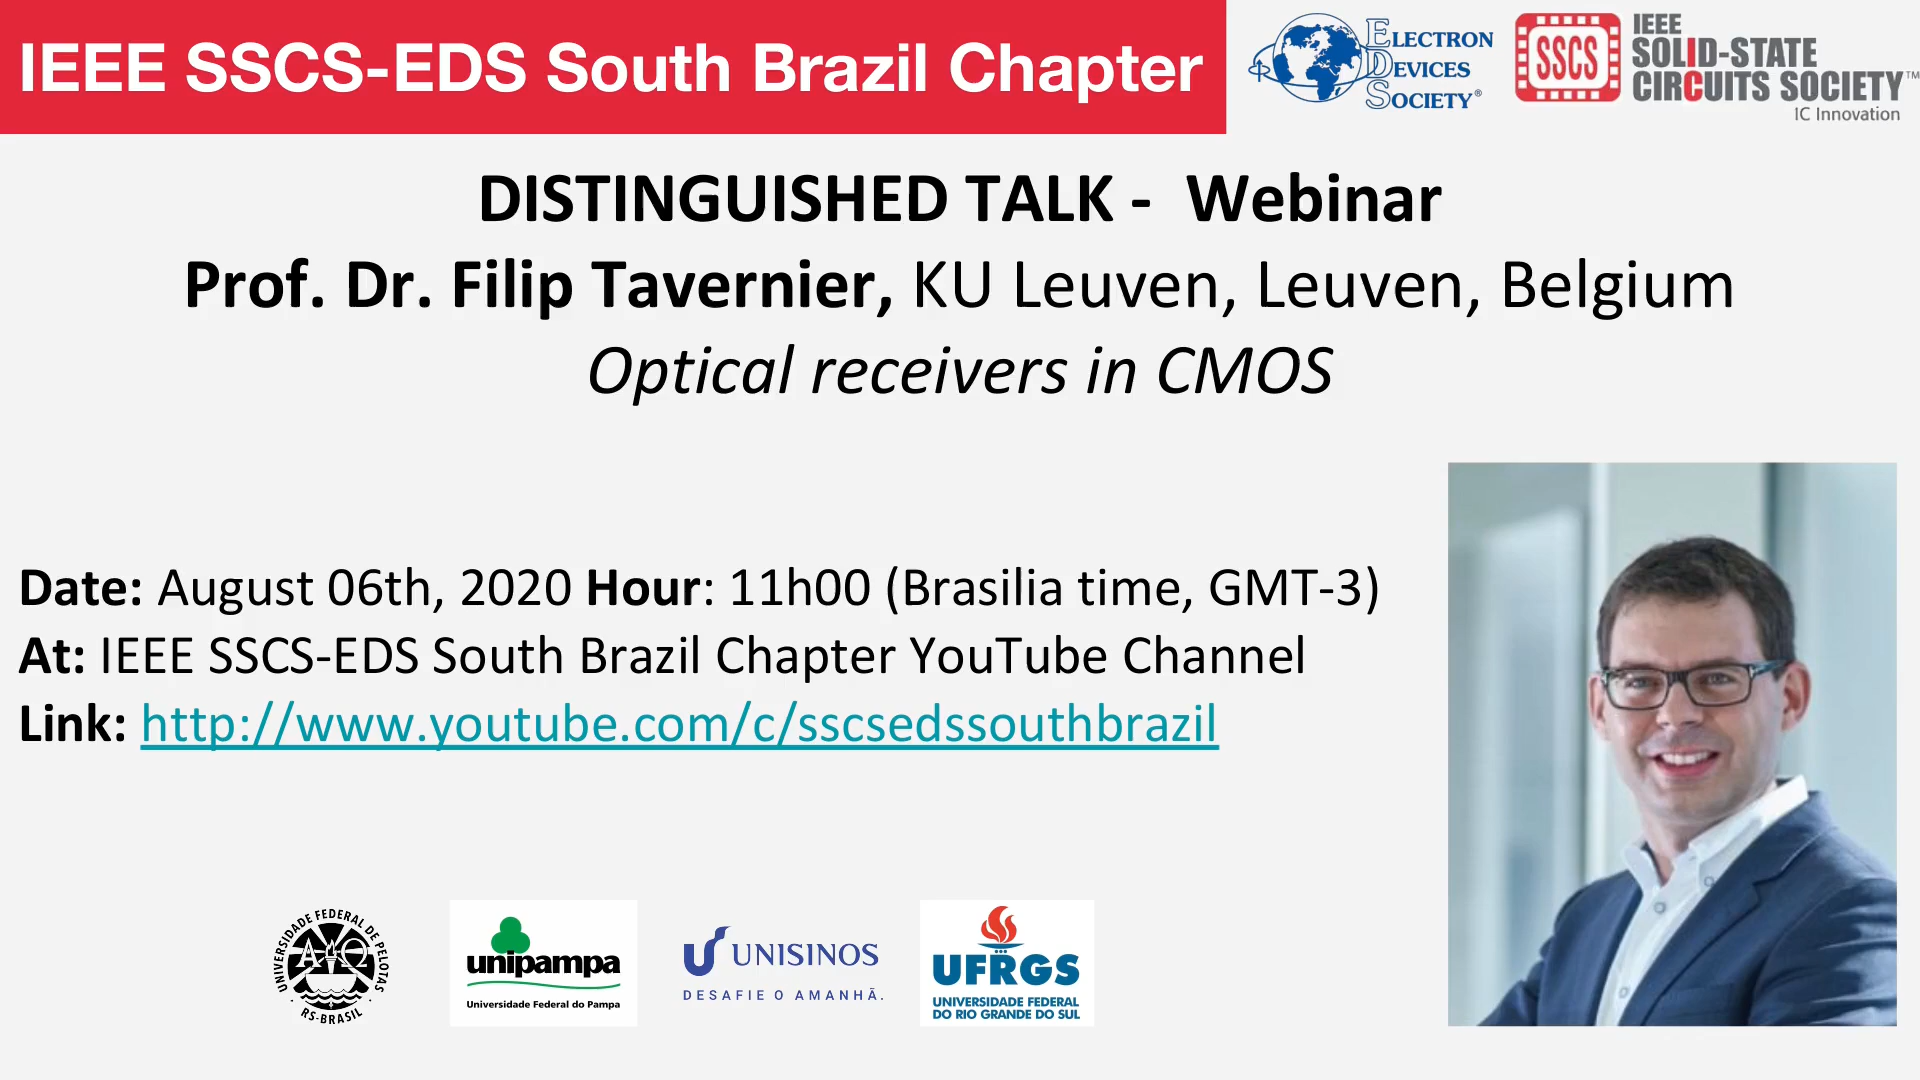 IEEE SSCS-EDS South Brazil Chapter
ELECTRON
DEVICES
SOCIETY®
SSCS
IEEE
SOLID-STATE
CIRCUITS SOCIETY™
IC Innovation
DISTINGUISHED TALK - Webinar
Prof. Dr. Filip Tavernier, KU Leuven, Leuven, Belgium
Optical receivers in CMOS
Date: August 06th, 2020 Hour: 11h00 (Brasilia time, GMT-3)
At: IEEE SSCS-EDS South Brazil Chapter YouTube Channel
Link: http://www.youtube.com/c/sscsedssouthbrazil
UNIVERSIDADE FEDERAL DE PELOTAS
Α Ω
· RS-BRASIL ·
unipampa
Universidade Federal do Pampa
UNISINOS
DESAFIE O AMANHÃ.
UFRGS
UNIVERSIDADE FEDERAL
DO RIO GRANDE DO SUL